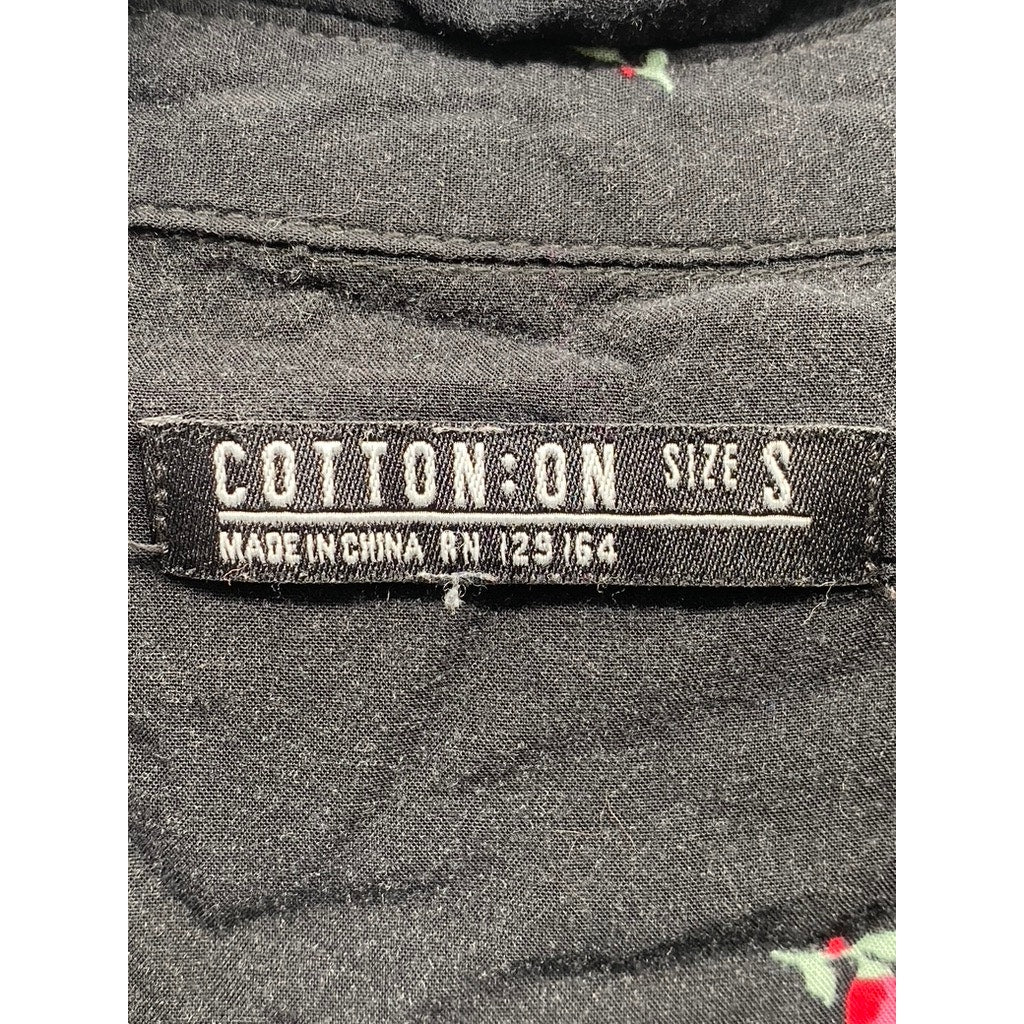 COTTON:ON SIZE S
MADE IN CHINA RN 129164